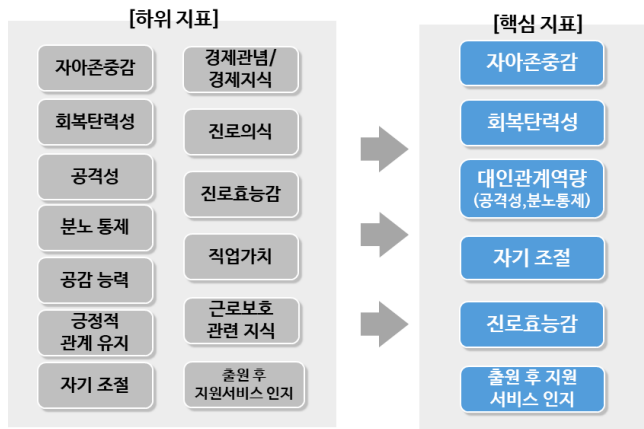 [하위 지표]
자아존중감
회복탄력성
공격성
분노 통제
공감 능력
긍정적
관계 유지
자기 조절
경제관념/
경제지식
진로의식
진로효능감
직업가치
근로보호
관련 지식
출원 후
지원서비스 인지
[핵심 지표]
자아존중감
회복탄력성
대인관계역량
(공격성,분노통제)
자기 조절
진로효능감
출원 후 지원
서비스 인지